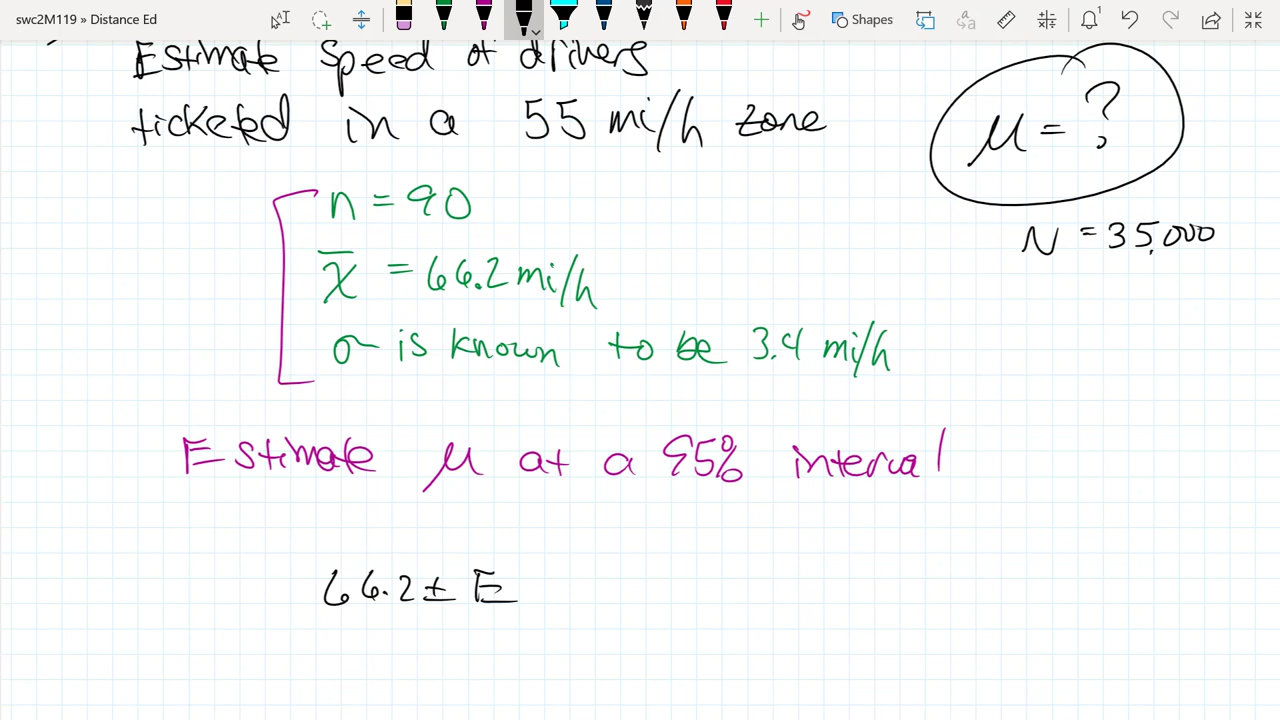 swc2M119 » Distance Ed
Shapes
1
Estimate Speed of drivers
ticketed in a 55 mi/h zone
μ = ?
N = 35,000
n = 90
x̄ = 66.2 mi/h
σ is known to be 3.4 mi/h
Estimate μ at a 95% interval
66.2 ± E